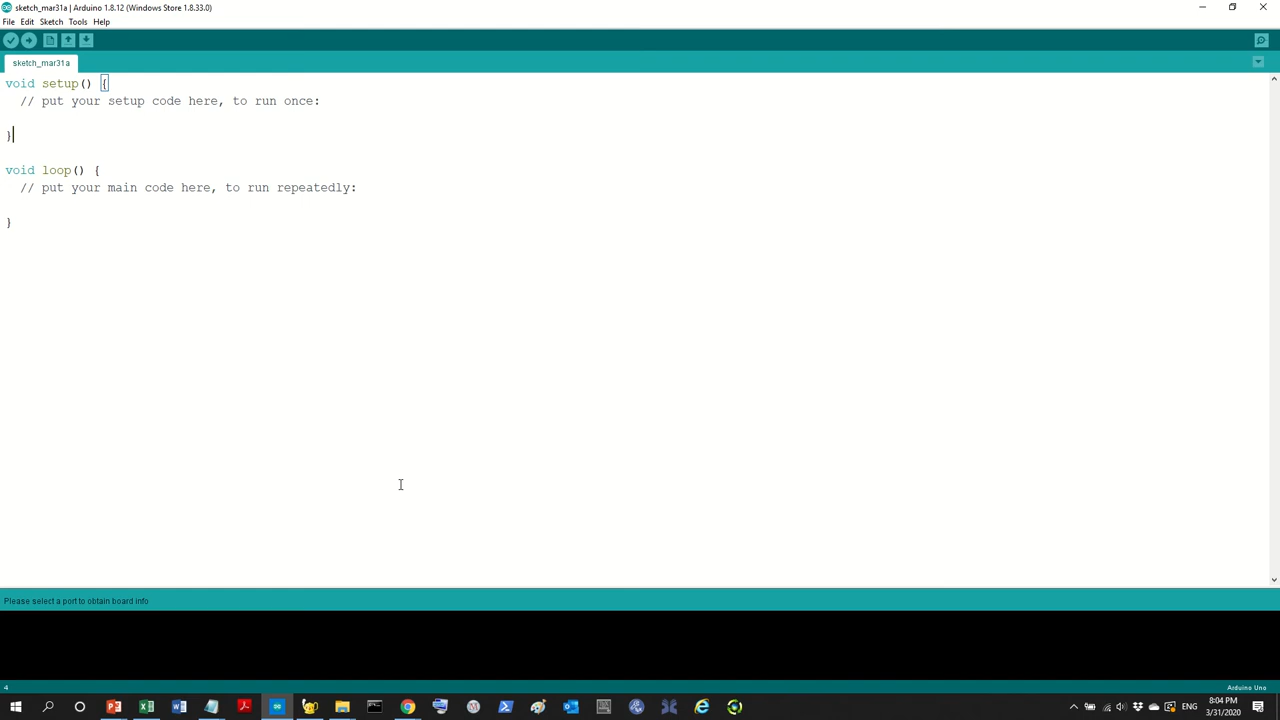 sketch_mar31a | Arduino 1.8.12 (Windows Store 1.8.33.0)
File Edit Sketch Tools Help
sketch_mar31a
void setup() {
// put your setup code here, to run once:
}
void loop() {
// put your main code here, to run repeatedly:
}
Please select a port to obtain board info
4
Arduino Uno
ENG
8:04 PM
3/31/2020